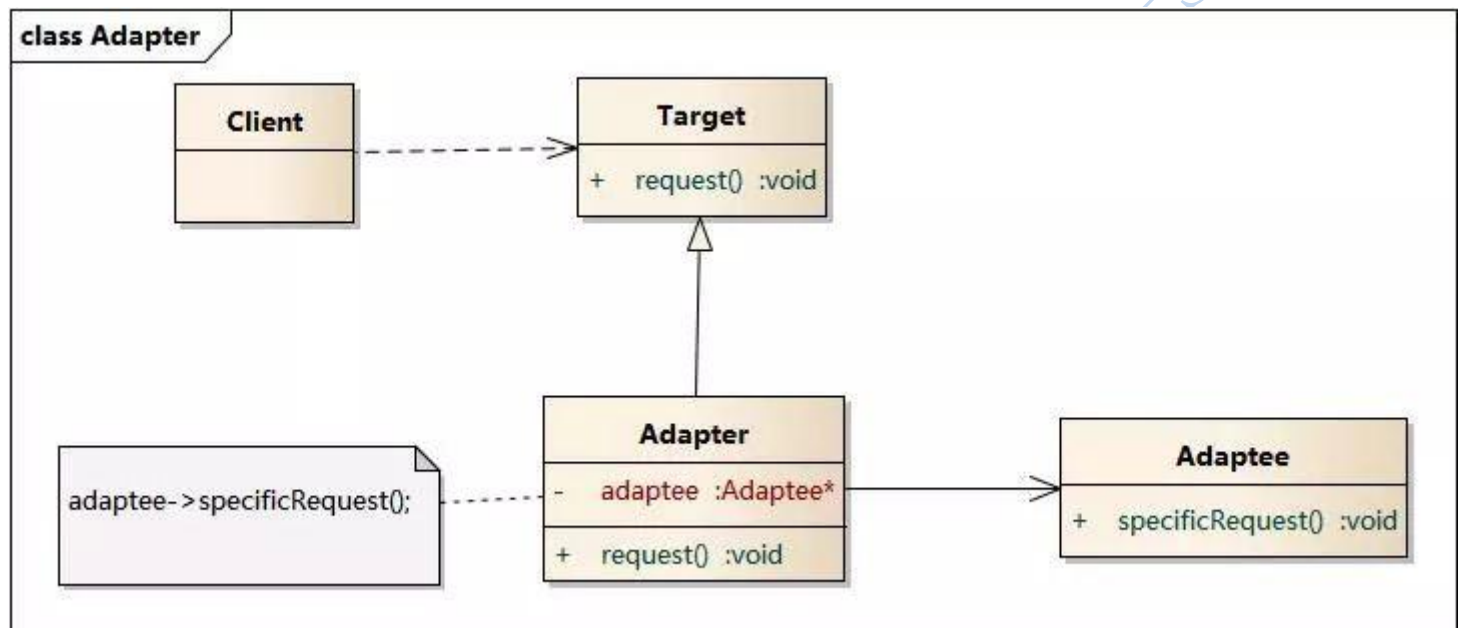 class Adapter
Client
Target
+ request() :void
Adapter
- adaptee :Adaptee*
+ request() :void
adaptee->specificRequest();
Adaptee
+ specificRequest() :void